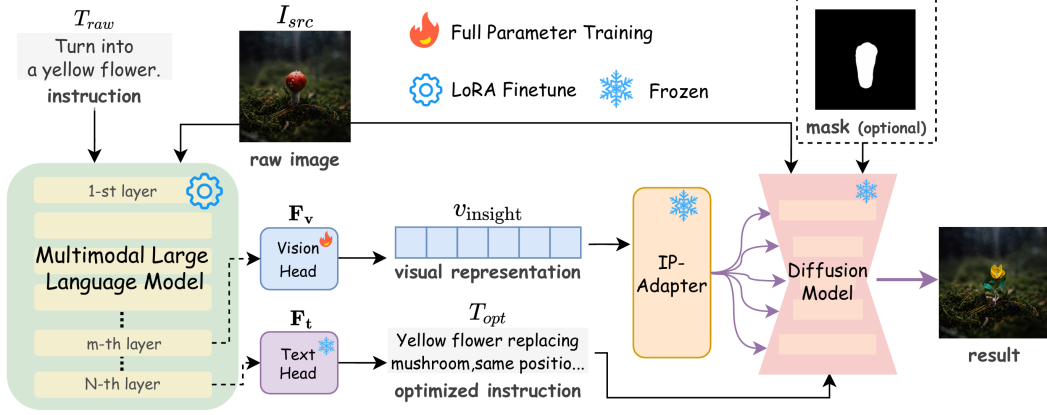 T_raw
Turn into
a yellow flower.
instruction
I_src
raw image
Full Parameter Training
LoRA Finetune
Frozen
mask (optional)
1-st layer
Multimodal Large
Language Model
m-th layer
N-th layer
F_v
Vision
Head
v_insight
visual representation
F_t
Text
Head
T_opt
Yellow flower replacing
mushroom,same positio...
optimized instruction
IP-
Adapter
Diffusion
Model
result